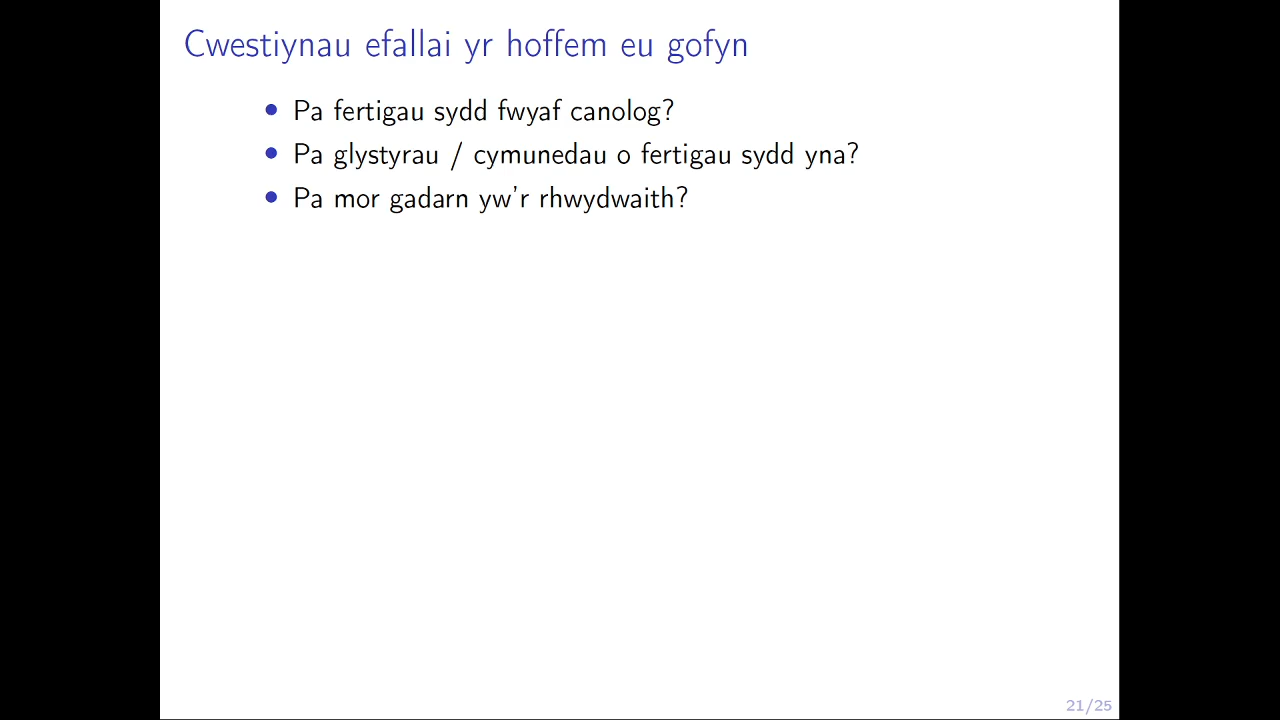 Cwestiynau efallai yr hoffem eu gofyn
• Pa fertigau sydd fwyaf canolog?
• Pa glystyrau / cymunedau o fertigau sydd yna?
• Pa mor gadarn yw'r rhwydwaith?
21/25